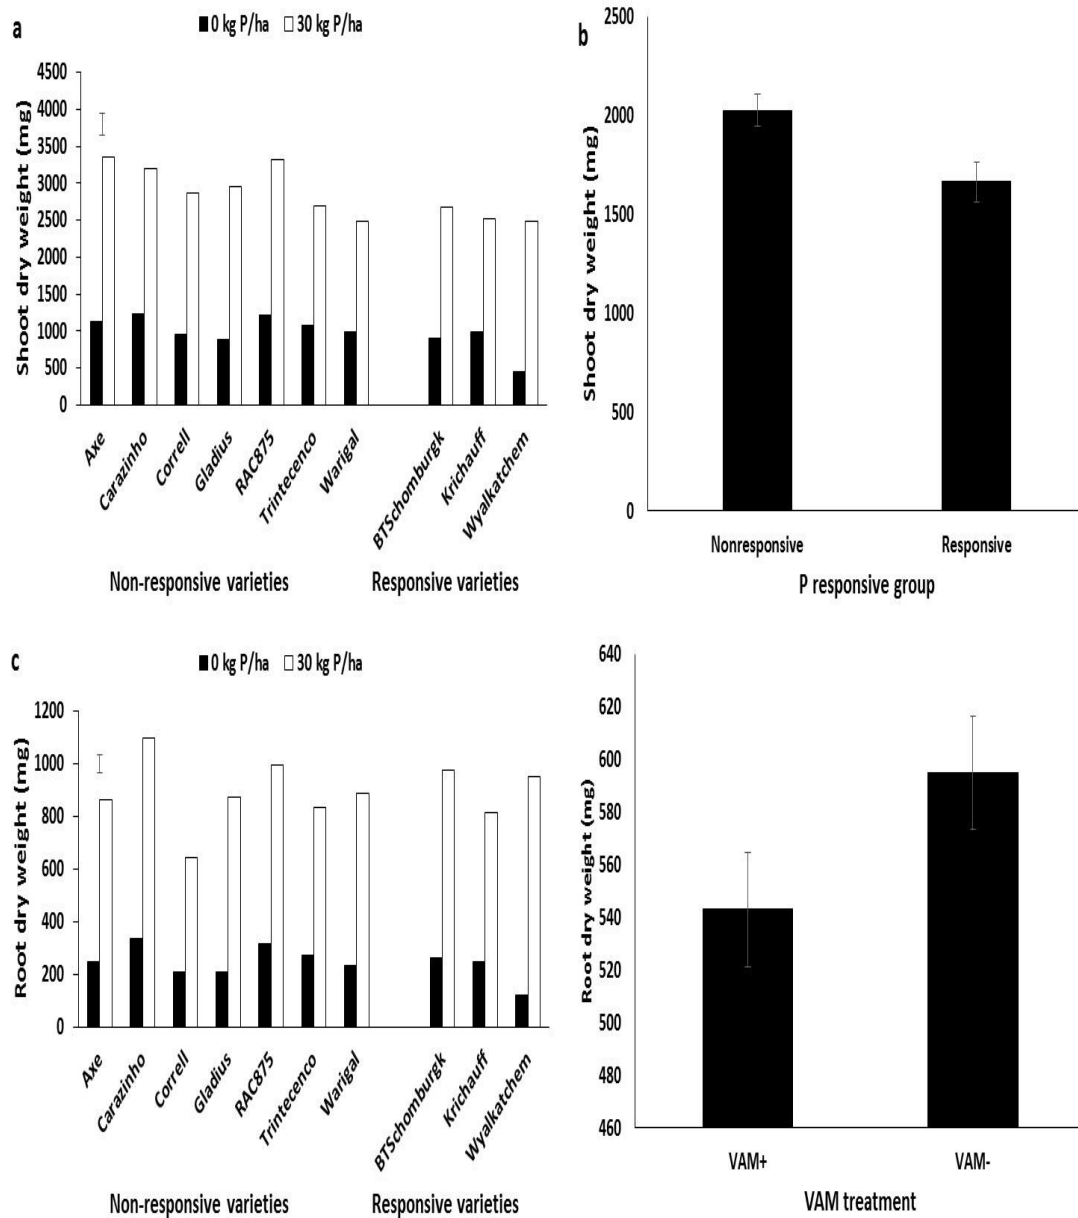 a
0 kg P/ha 30 kg P/ha
Shoot dry weight (mg)
4500
4000
3500
3000
2500
2000
1500
1000
500
0
Axe
Carazinho
Correll
Gladius
RAC875
Trintecenco
Warigal
BTSchomburgk
Krichauff
Wyalkatchem
Non-responsive varieties
Responsive varieties
b
Shoot dry weight (mg)
2500
2000
1500
1000
500
0
Nonresponsive
Responsive
P responsive group
c
0 kg P/ha 30 kg P/ha
Root dry weight (mg)
1200
1000
800
600
400
200
0
Axe
Carazinho
Correll
Gladius
RAC875
Trintecenco
Warigal
BTSchomburgk
Krichauff
Wyalkatchem
Non-responsive varieties
Responsive varieties
Root dry weight (mg)
640
620
600
580
560
540
520
500
480
460
VAM+
VAM-
VAM treatment